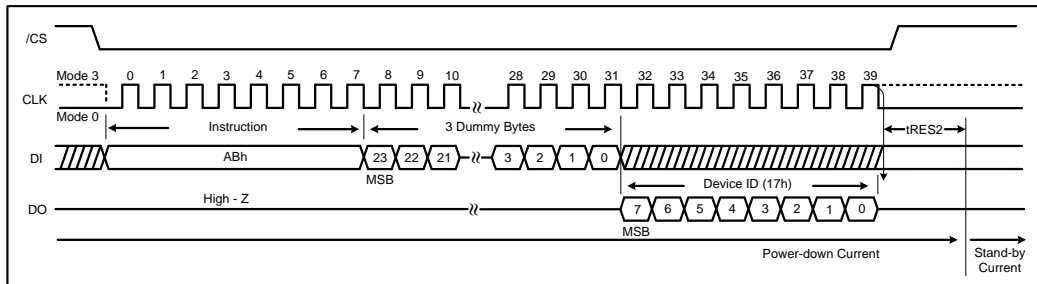 /CS
Mode 3 0 1 2 3 4 5 6 7 8 9 10 28 29 30 31 32 33 34 35 36 37 38 39
CLK
Mode 0
Instruction 3 Dummy Bytes tRES2
DI ABh 23 22 21 3 2 1 0
MSB Device ID (17h)
High - Z
DO 7 6 5 4 3 2 1 0
MSB
Power-down Current Stand-by
Current